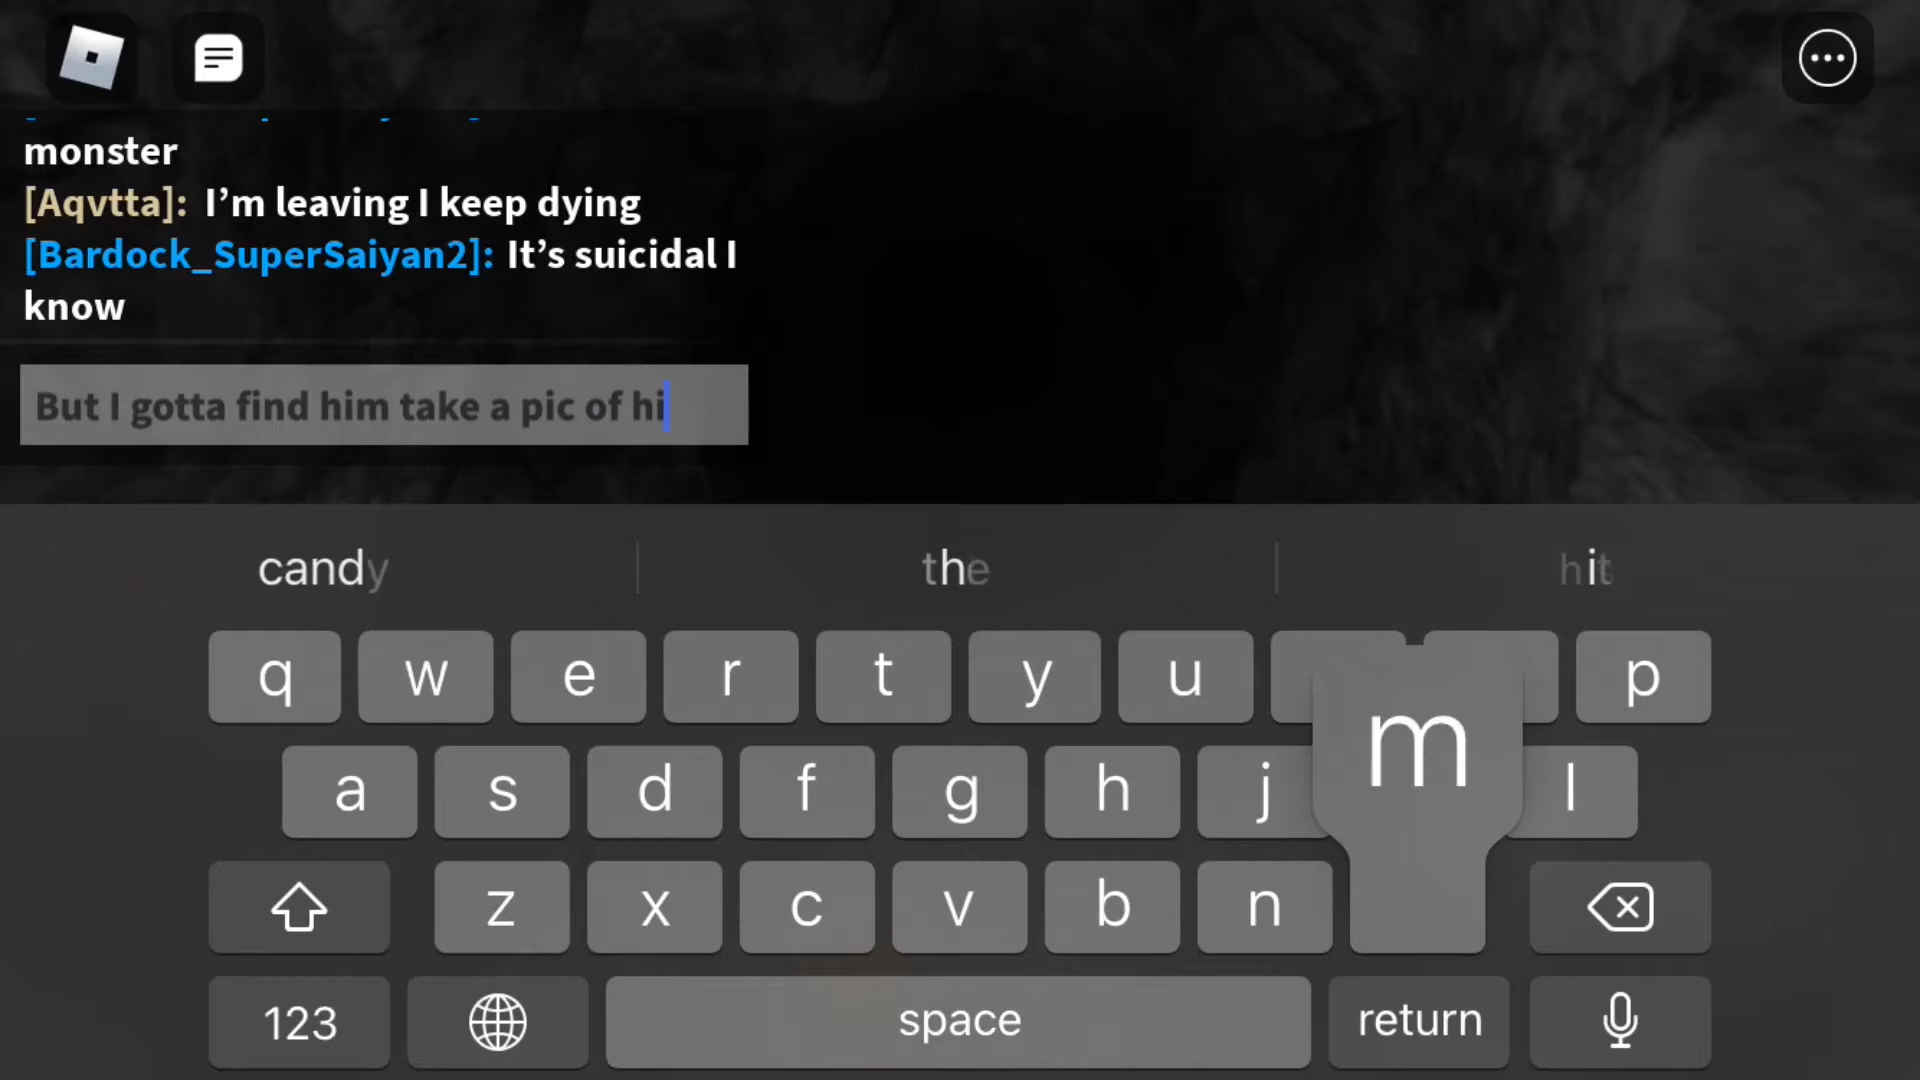 monster
[Aqvtta]: I’m leaving I keep dying
[Bardock_SuperSaiyan2]: It’s suicidal I
know
But I gotta find him take a pic of hi
candy
the
q w e r t y u p
m
a s d f g h j l
z x c v b n
123 space return